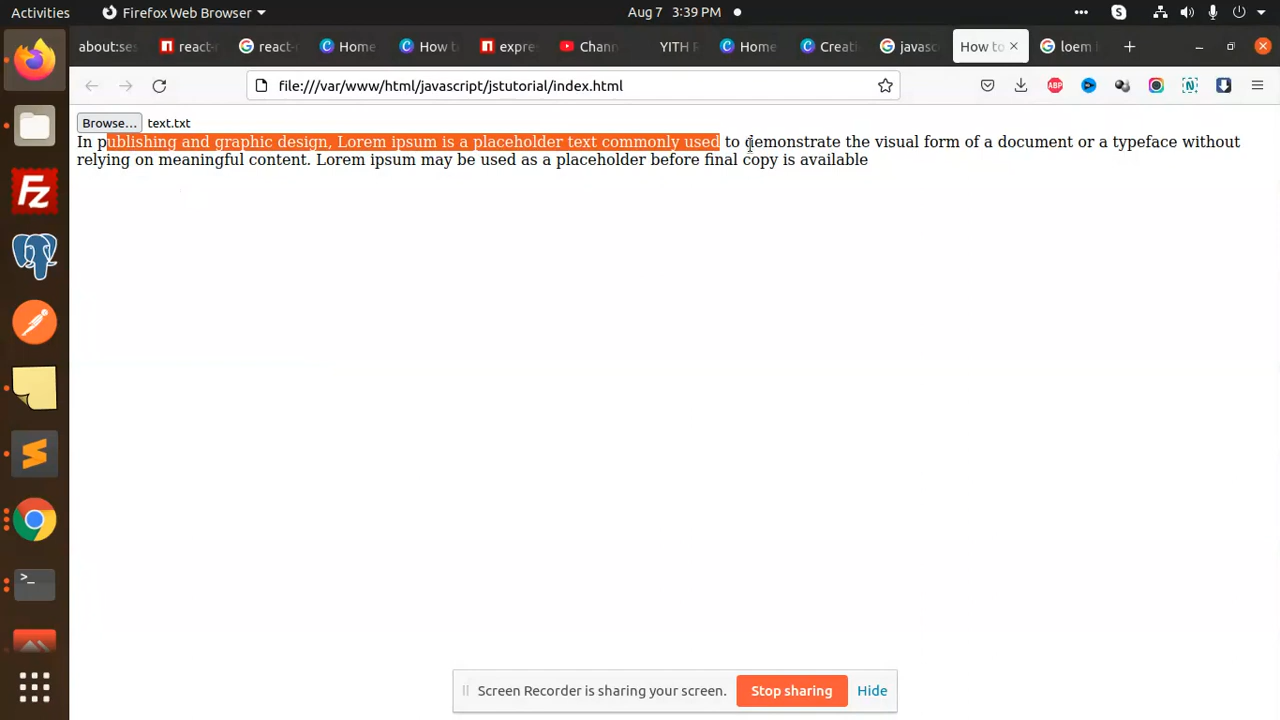 Activities Firefox Web Browser Aug 7 3:39 PM
about:ses react-r react- Home How t expre Chann YITH R Home Creati javasc How to loem
file:///var/www/html/javascript/jstutorial/index.html ABP
Browse... text.txt
In publishing and graphic design, Lorem ipsum is a placeholder text commonly used to demonstrate the visual form of a document or a typeface without
relying on meaningful content. Lorem ipsum may be used as a placeholder before final copy is available
Screen Recorder is sharing your screen. Stop sharing Hide